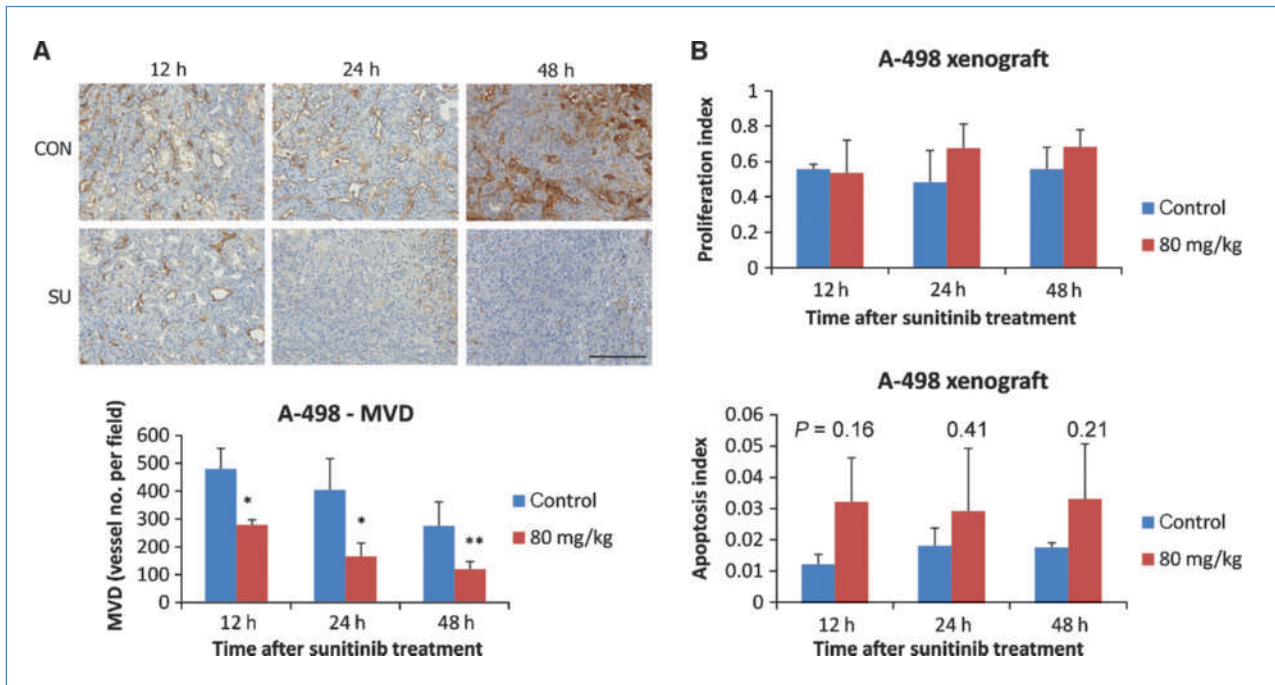 A
12 h 24 h 48 h
CON
SU
A-498 - MVD
MVD (vessel no. per field)
600
500
400
300
200
100
0
* * **
12 h 24 h 48 h
Time after sunitinib treatment
Control
80 mg/kg
B
A-498 xenograft
Proliferation index
1
0.8
0.6
0.4
0.2
0
12 h 24 h 48 h
Time after sunitinib treatment
Control
80 mg/kg
A-498 xenograft
Apoptosis index
0.06
0.05
0.04
0.03
0.02
0.01
0
P = 0.16 0.41 0.21
12 h 24 h 48 h
Time after sunitinib treatment
Control
80 mg/kg